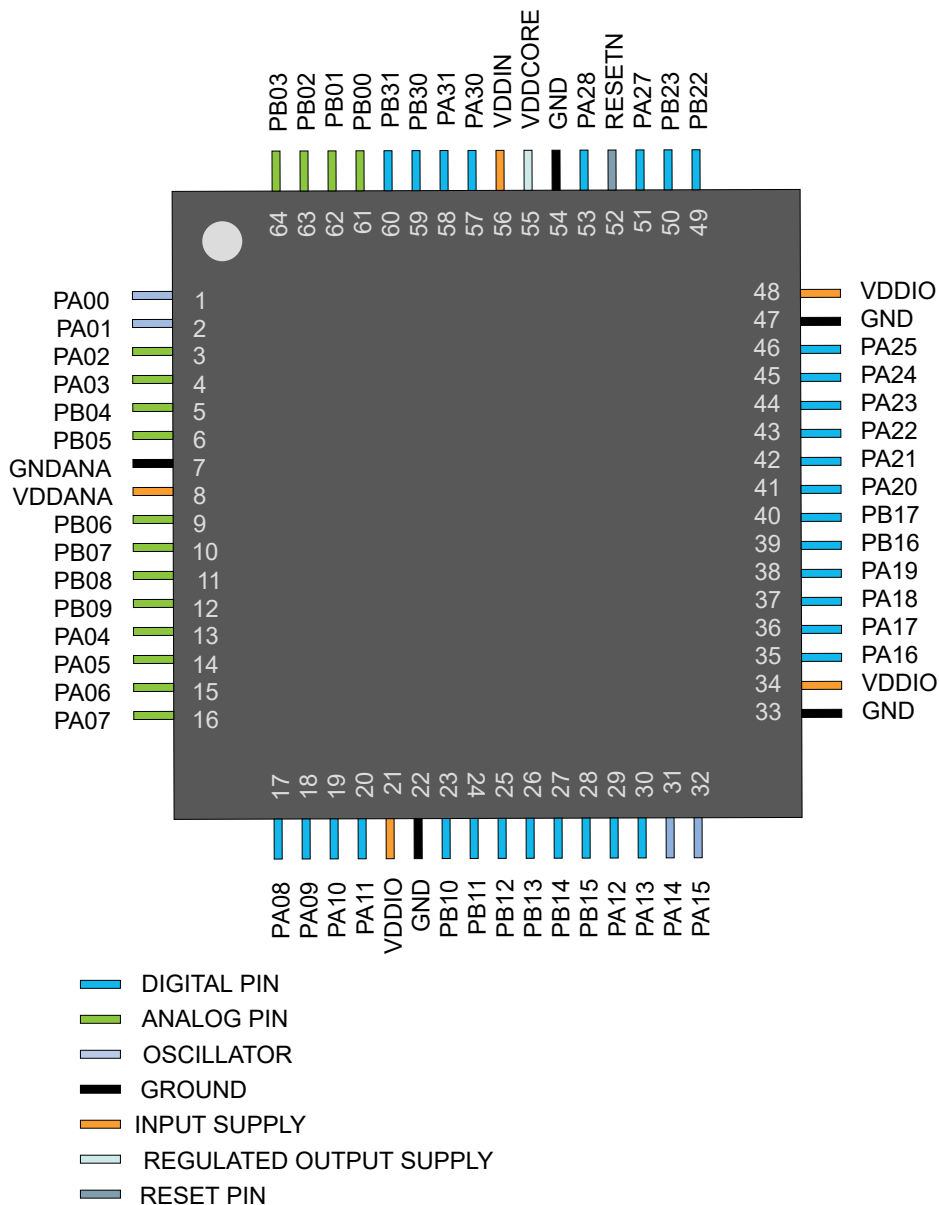 PB03
PB02
PB01
PB00
PB31
PB30
PA31
PA30
VDDIN
VDDCORE
GND
PA28
RESETN
PA27
PB23
PB22
64
63
62
61
60
59
58
57
56
55
54
53
52
51
50
49
PA00 1
PA01 2
PA02 3
PA03 4
PB04 5
PB05 6
GNDANA 7
VDDANA 8
PB06 9
PB07 10
PB08 11
PB09 12
PA04 13
PA05 14
PA06 15
PA07 16
48 VDDIO
47 GND
46 PA25
45 PA24
44 PA23
43 PA22
42 PA21
41 PA20
40 PB17
39 PB16
38 PA19
37 PA18
36 PA17
35 PA16
34 VDDIO
33 GND
17
18
19
20
21
22
23
24
25
26
27
28
29
30
31
32
PA08
PA09
PA10
PA11
VDDIO
GND
PB10
PB11
PB12
PB13
PB14
PB15
PA12
PA13
PA14
PA15
DIGITAL PIN
ANALOG PIN
OSCILLATOR
GROUND
INPUT SUPPLY
REGULATED OUTPUT SUPPLY
RESET PIN